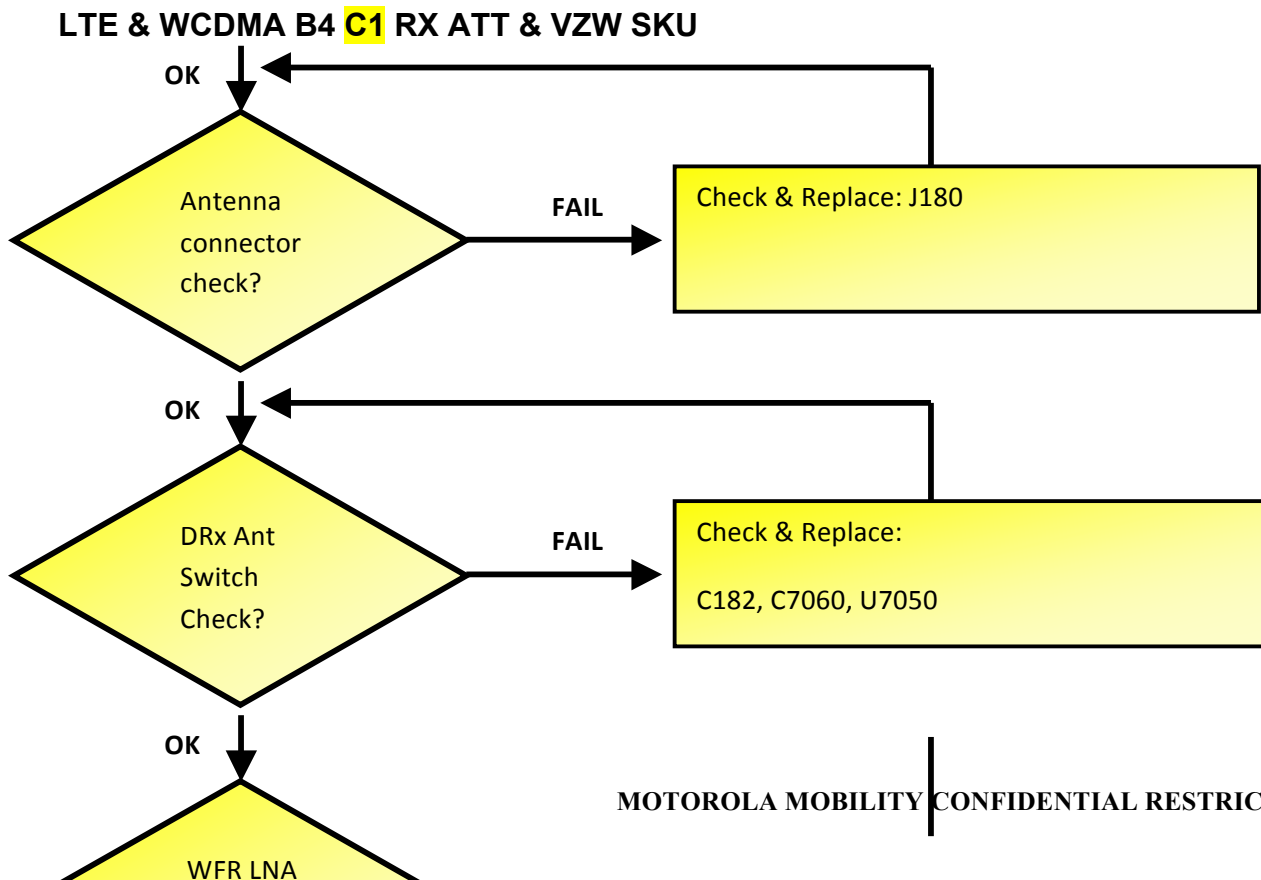 LTE & WCDMA B4 C1 RX ATT & VZW SKU
OK
Antenna
connector
check?
FAIL
Check & Replace: J180
OK
DRx Ant
Switch
Check?
FAIL
Check & Replace:
C182, C7060, U7050
OK
MOTOROLA MOBILITY CONFIDENTIAL RESTRIC
WFR LNA